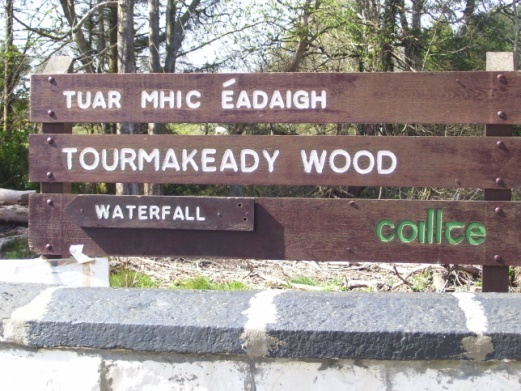 TUAR MHIC ÉADAIGH
TOURMAKEADY WOOD
WATERFALL
coillte